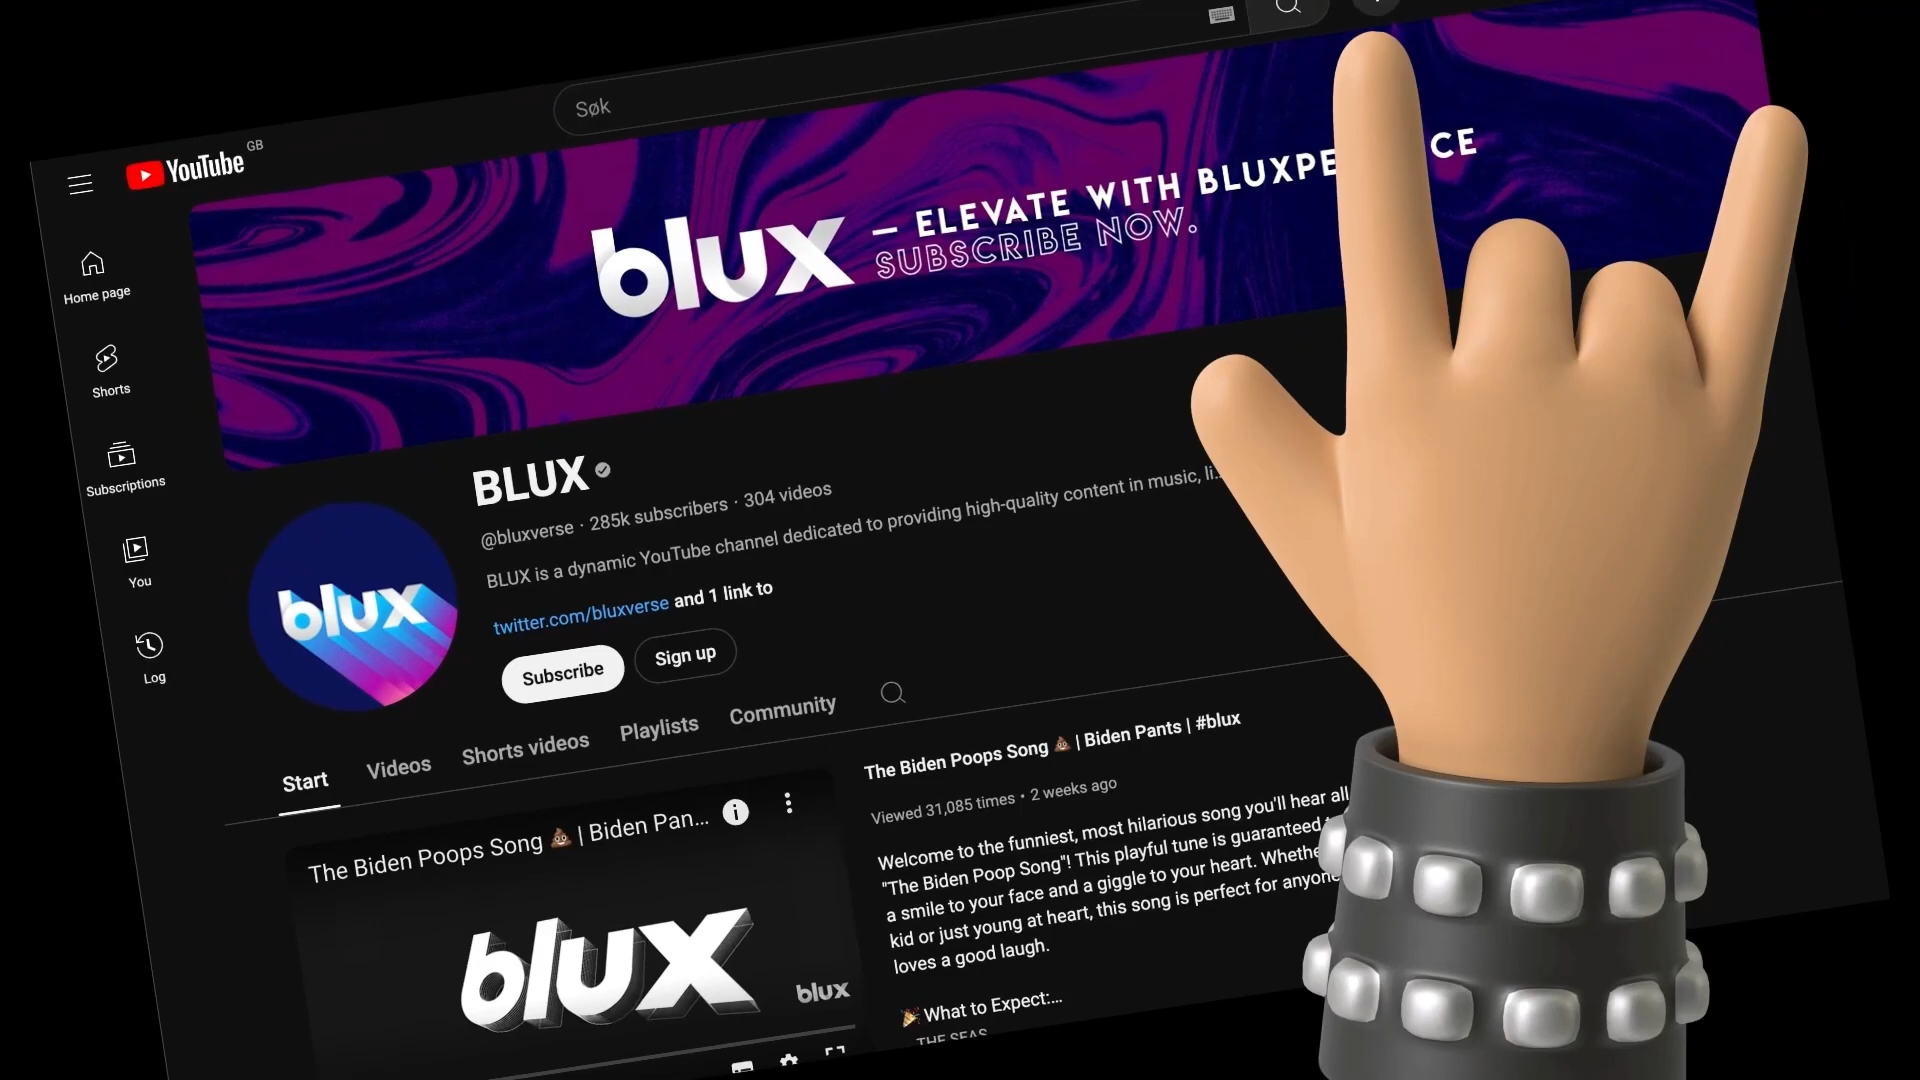 Søk
YouTube GB
blux
— ELEVATE WITH BLUXPE CE
SUBSCRIBE NOW.
Home page
Shorts
Subscriptions
You
Log
blux
BLUX
@bluxverse · 285k subscribers · 304 videos
BLUX is a dynamic YouTube channel dedicated to providing high-quality content in music, li...
twitter.com/bluxverse and 1 link to
Subscribe
Sign up
Start
Videos
Shorts videos
Playlists
Community
The Biden Poops Song 💩 | Biden Pan...
blux
blux
The Biden Poops Song 💩 | Biden Pants | #blux
Viewed 31,085 times • 2 weeks ago
Welcome to the funniest, most hilarious song you'll hear all
"The Biden Poop Song"! This playful tune is guaranteed
a smile to your face and a giggle to your heart. Whethe
kid or just young at heart, this song is perfect for anyone
loves a good laugh.
🎉 What to Expect:...
THE SEAS